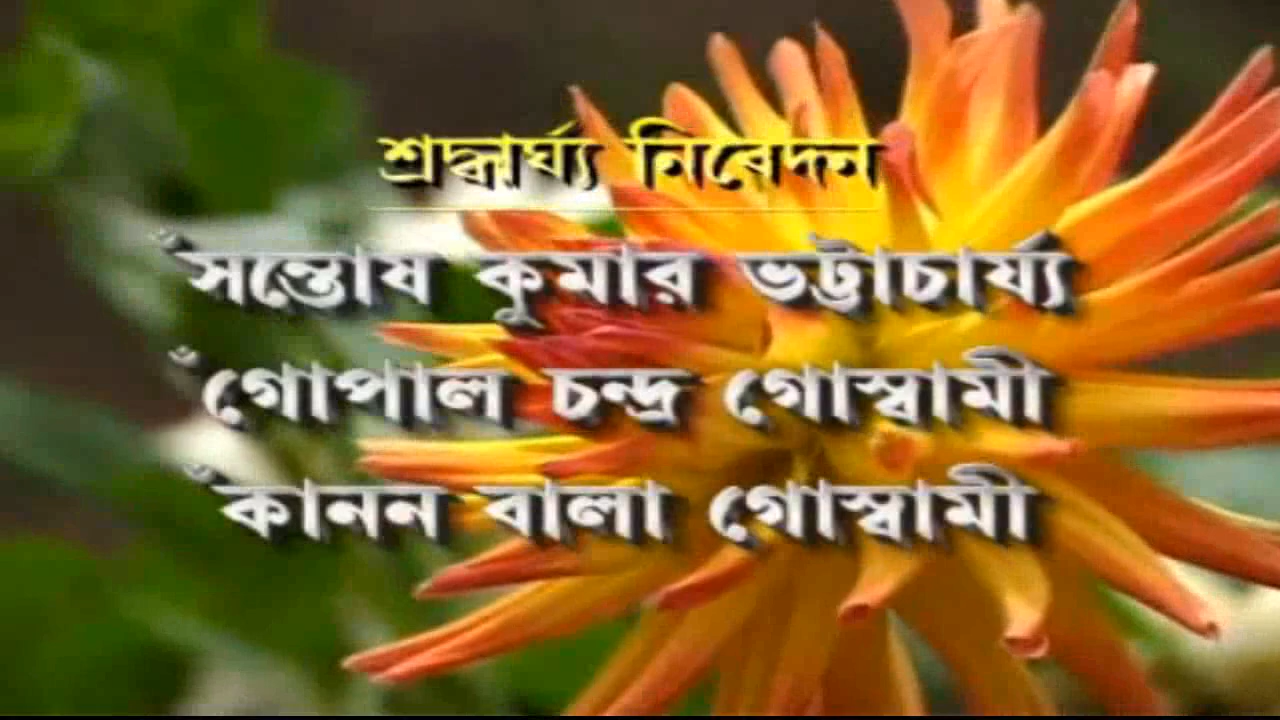 শ্রদ্ধার্ঘ্য নিবেদন
ঁসন্তোষ কুমার ভট্টাচার্য্য
ঁগোপাল চন্দ্র গোস্বামী
ঁকানন বালা গোস্বামী